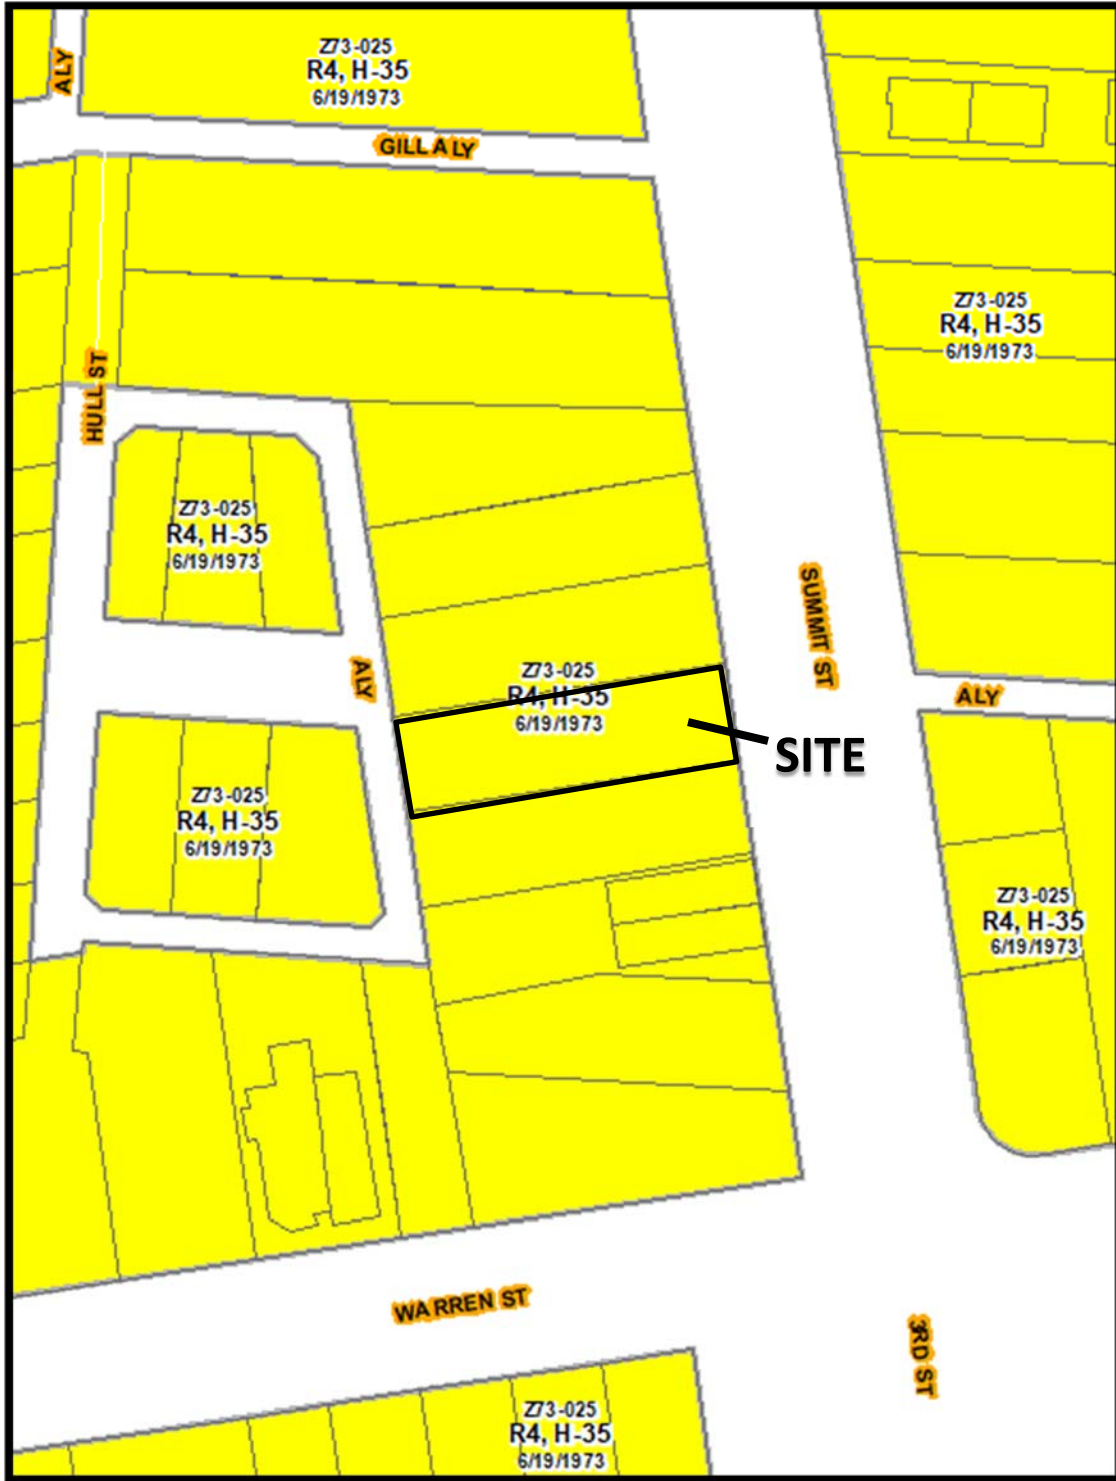 Z73-025
R4, H-35
6/19/1973
ALY
GILL ALY
Z73-025
R4, H-35
6/19/1973
HULL ST
Z73-025
R4, H-35
6/19/1973
SUMMIT ST
ALY
Z73-025
R4, H-35
6/19/1973
ALY
SITE
Z73-025
R4, H-35
6/19/1973
Z73-025
R4, H-35
6/19/1973
WARREN ST
3RD ST
Z73-025
R4, H-35
6/19/1973